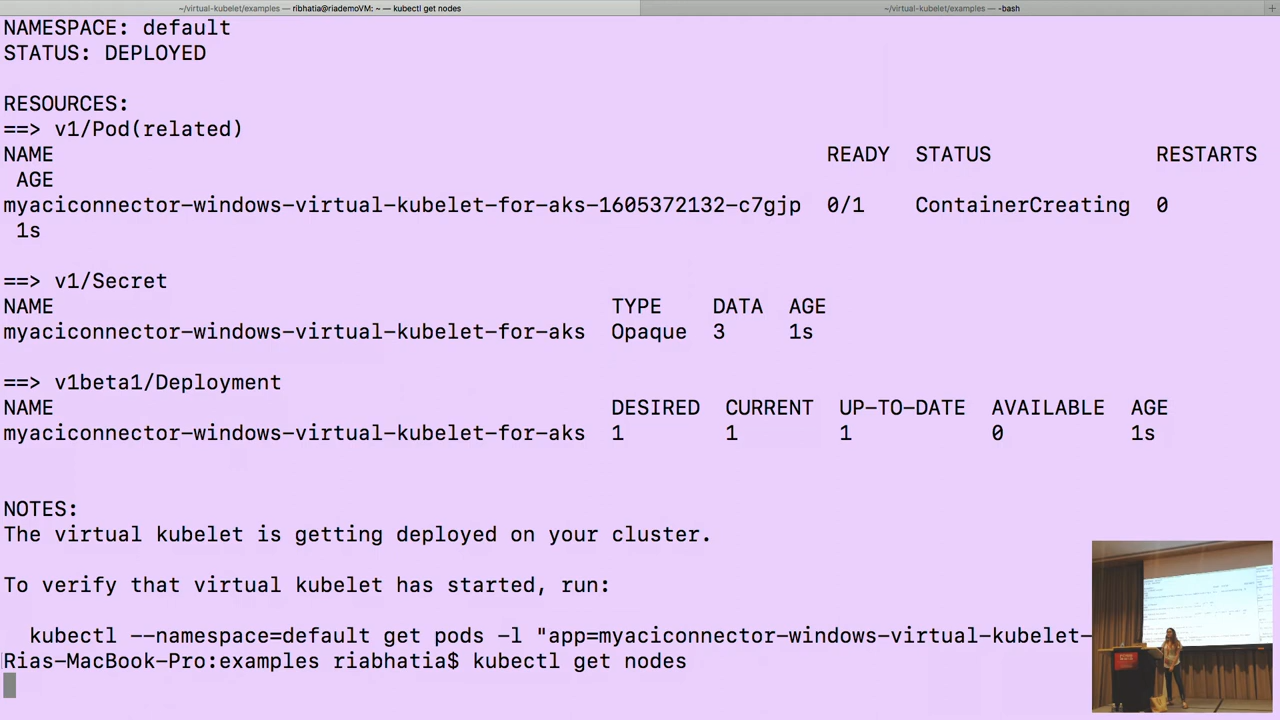 ~/virtual-kubelet/examples — ribhatia@riademoVM: ~ — kubectl get nodes
~/virtual-kubelet/examples — -bash
NAMESPACE: default
STATUS: DEPLOYED
RESOURCES:
==> v1/Pod(related)
NAME READY STATUS RESTARTS
AGE
myaciconnector-windows-virtual-kubelet-for-aks-1605372132-c7gjp 0/1 ContainerCreating 0
1s
==> v1/Secret
NAME TYPE DATA AGE
myaciconnector-windows-virtual-kubelet-for-aks Opaque 3 1s
==> v1beta1/Deployment
NAME DESIRED CURRENT UP-TO-DATE AVAILABLE AGE
myaciconnector-windows-virtual-kubelet-for-aks 1 1 1 0 1s
NOTES:
The virtual kubelet is getting deployed on your cluster.
To verify that virtual kubelet has started, run:
kubectl --namespace=default get pods -l "app=myaciconnector-windows-virtual-kubelet-
Rias-MacBook-Pro:examples riabhatia$ kubectl get nodes